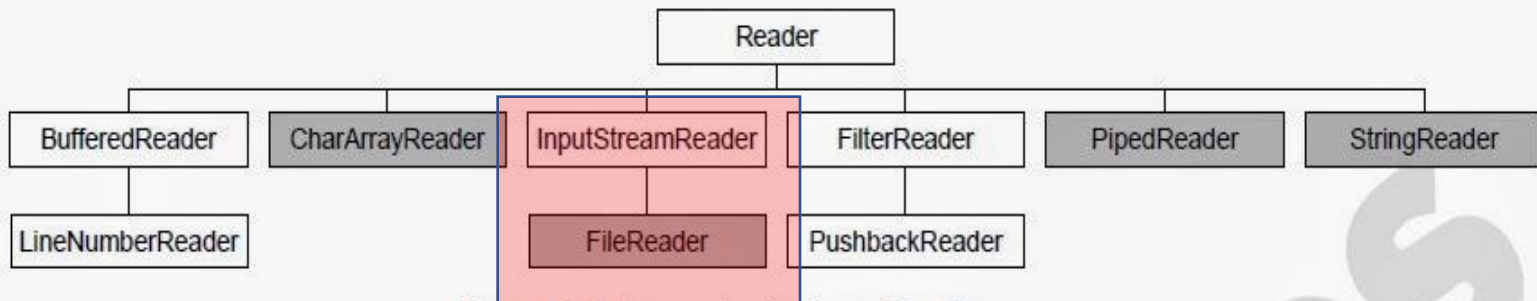 Reader
BufferedReader CharArrayReader InputStreamReader FilterReader PipedReader StringReader
LineNumberReader FileReader PushbackReader